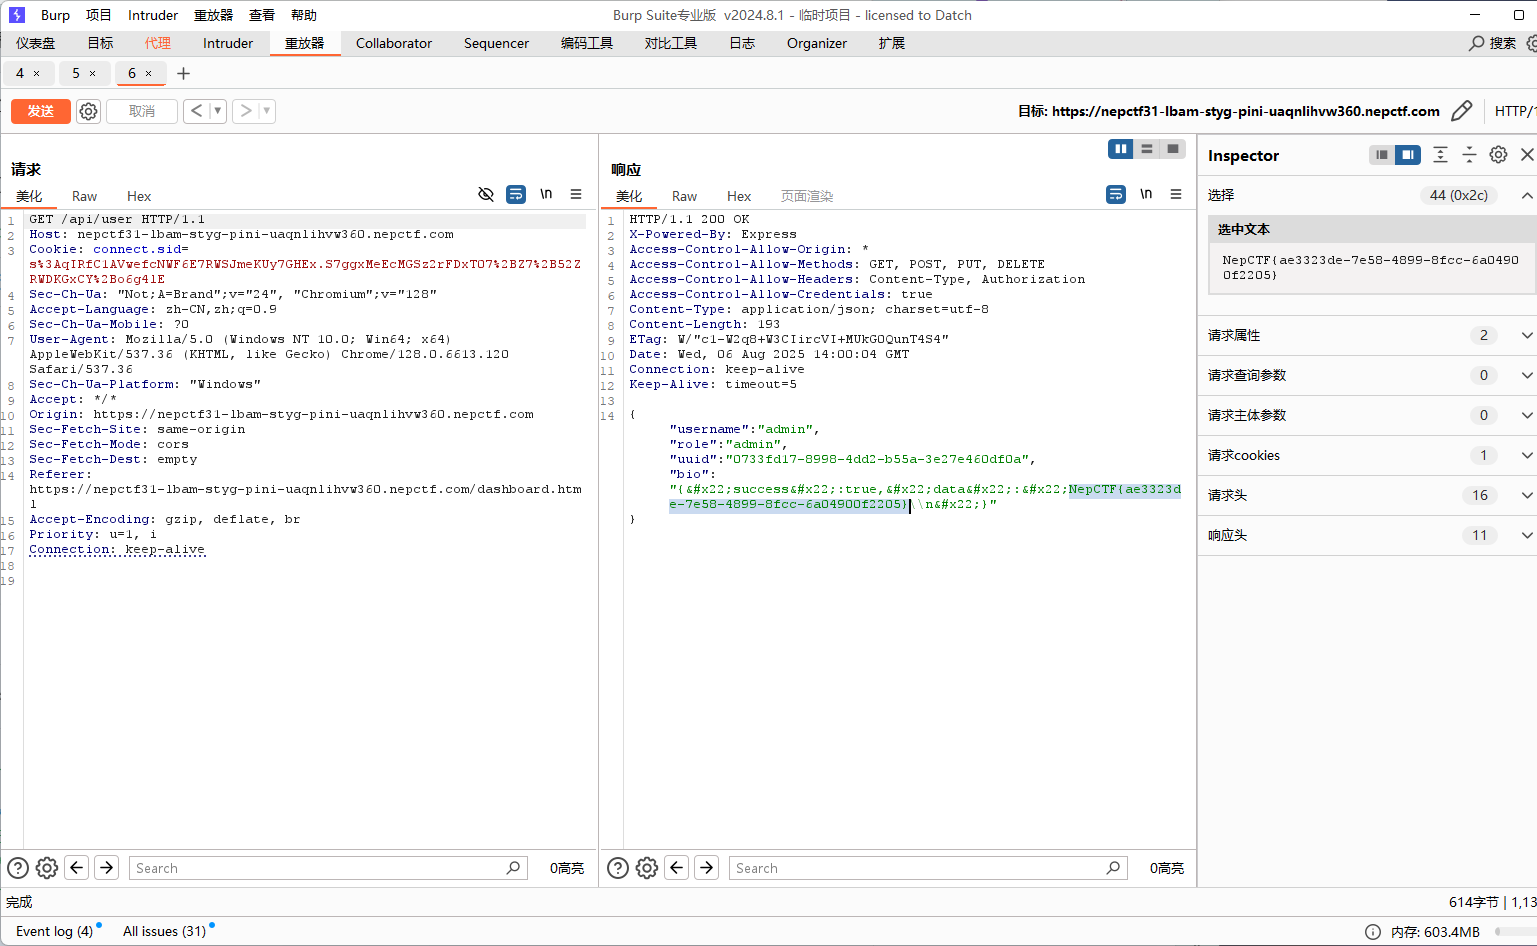 Burp 项目 Intruder 重放器 查看 帮助 Burp Suite专业版 v2024.8.1 - 临时项目 - licensed to Datch
仪表盘 目标 代理 Intruder 重放器 Collaborator Sequencer 编码工具 对比工具 日志 Organizer 扩展 搜索
4 × 5 × 6 × +
发送 取消 < > 目标: https://nepctf31-lbam-styg-pini-uaqnlihvw360.nepctf.com HTTP/1
请求
美化 Raw Hex \n
1 GET /api/user HTTP/1.1
2 Host: nepctf31-lbam-styg-pini-uaqnlihvw360.nepctf.com
3 Cookie: connect.sid=
s%3AqIRfC1AVwefcNWF6E7RWSJmeKUy7GHEx.S7ggxMeEcMGSz2rFDxTO7%2BZ7%2B52Z
RWDKGxCY%2Bo6g41E
4 Sec-Ch-Ua: "Not;A=Brand";v="24", "Chromium";v="128"
5 Accept-Language: zh-CN,zh;q=0.9
6 Sec-Ch-Ua-Mobile: ?0
7 User-Agent: Mozilla/5.0 (Windows NT 10.0; Win64; x64)
AppleWebKit/537.36 (KHTML, like Gecko) Chrome/128.0.6613.120
Safari/537.36
8 Sec-Ch-Ua-Platform: "Windows"
9 Accept: */*
10 Origin: https://nepctf31-lbam-styg-pini-uaqnlihvw360.nepctf.com
11 Sec-Fetch-Site: same-origin
12 Sec-Fetch-Mode: cors
13 Sec-Fetch-Dest: empty
14 Referer:
https://nepctf31-lbam-styg-pini-uaqnlihvw360.nepctf.com/dashboard.htm
l
15 Accept-Encoding: gzip, deflate, br
16 Priority: u=1, i
17 Connection: keep-alive
18
19
Search 0高亮
响应
美化 Raw Hex 页面渲染 \n
1 HTTP/1.1 200 OK
2 X-Powered-By: Express
3 Access-Control-Allow-Origin: *
4 Access-Control-Allow-Methods: GET, POST, PUT, DELETE
5 Access-Control-Allow-Headers: Content-Type, Authorization
6 Access-Control-Allow-Credentials: true
7 Content-Type: application/json; charset=utf-8
8 Content-Length: 193
9 ETag: W/"c1-W2q8+W3CIircVI+MUkG0QunT4S4"
10 Date: Wed, 06 Aug 2025 14:00:04 GMT
11 Connection: keep-alive
12 Keep-Alive: timeout=5
13
14 {
"username":"admin",
"role":"admin",
"uuid":"0733fd17-8998-4dd2-b55a-3e27e460df0a",
"bio":
"{&#x22;success&#x22;:true,&#x22;data&#x22;:&#x22;NepCTF{ae3323d
e-7e58-4899-8fcc-6a04900f2205}\\n&#x22;}"
}
Search 0高亮
Inspector
选择 44 (0x2c)
选中文本
NepCTF{ae3323de-7e58-4899-8fcc-6a0490
0f2205}
请求属性 2
请求查询参数 0
请求主体参数 0
请求cookies 1
请求头 16
响应头 11
完成 614字节 | 1,13
Event log (4) All issues (31) 内存: 603.4MB